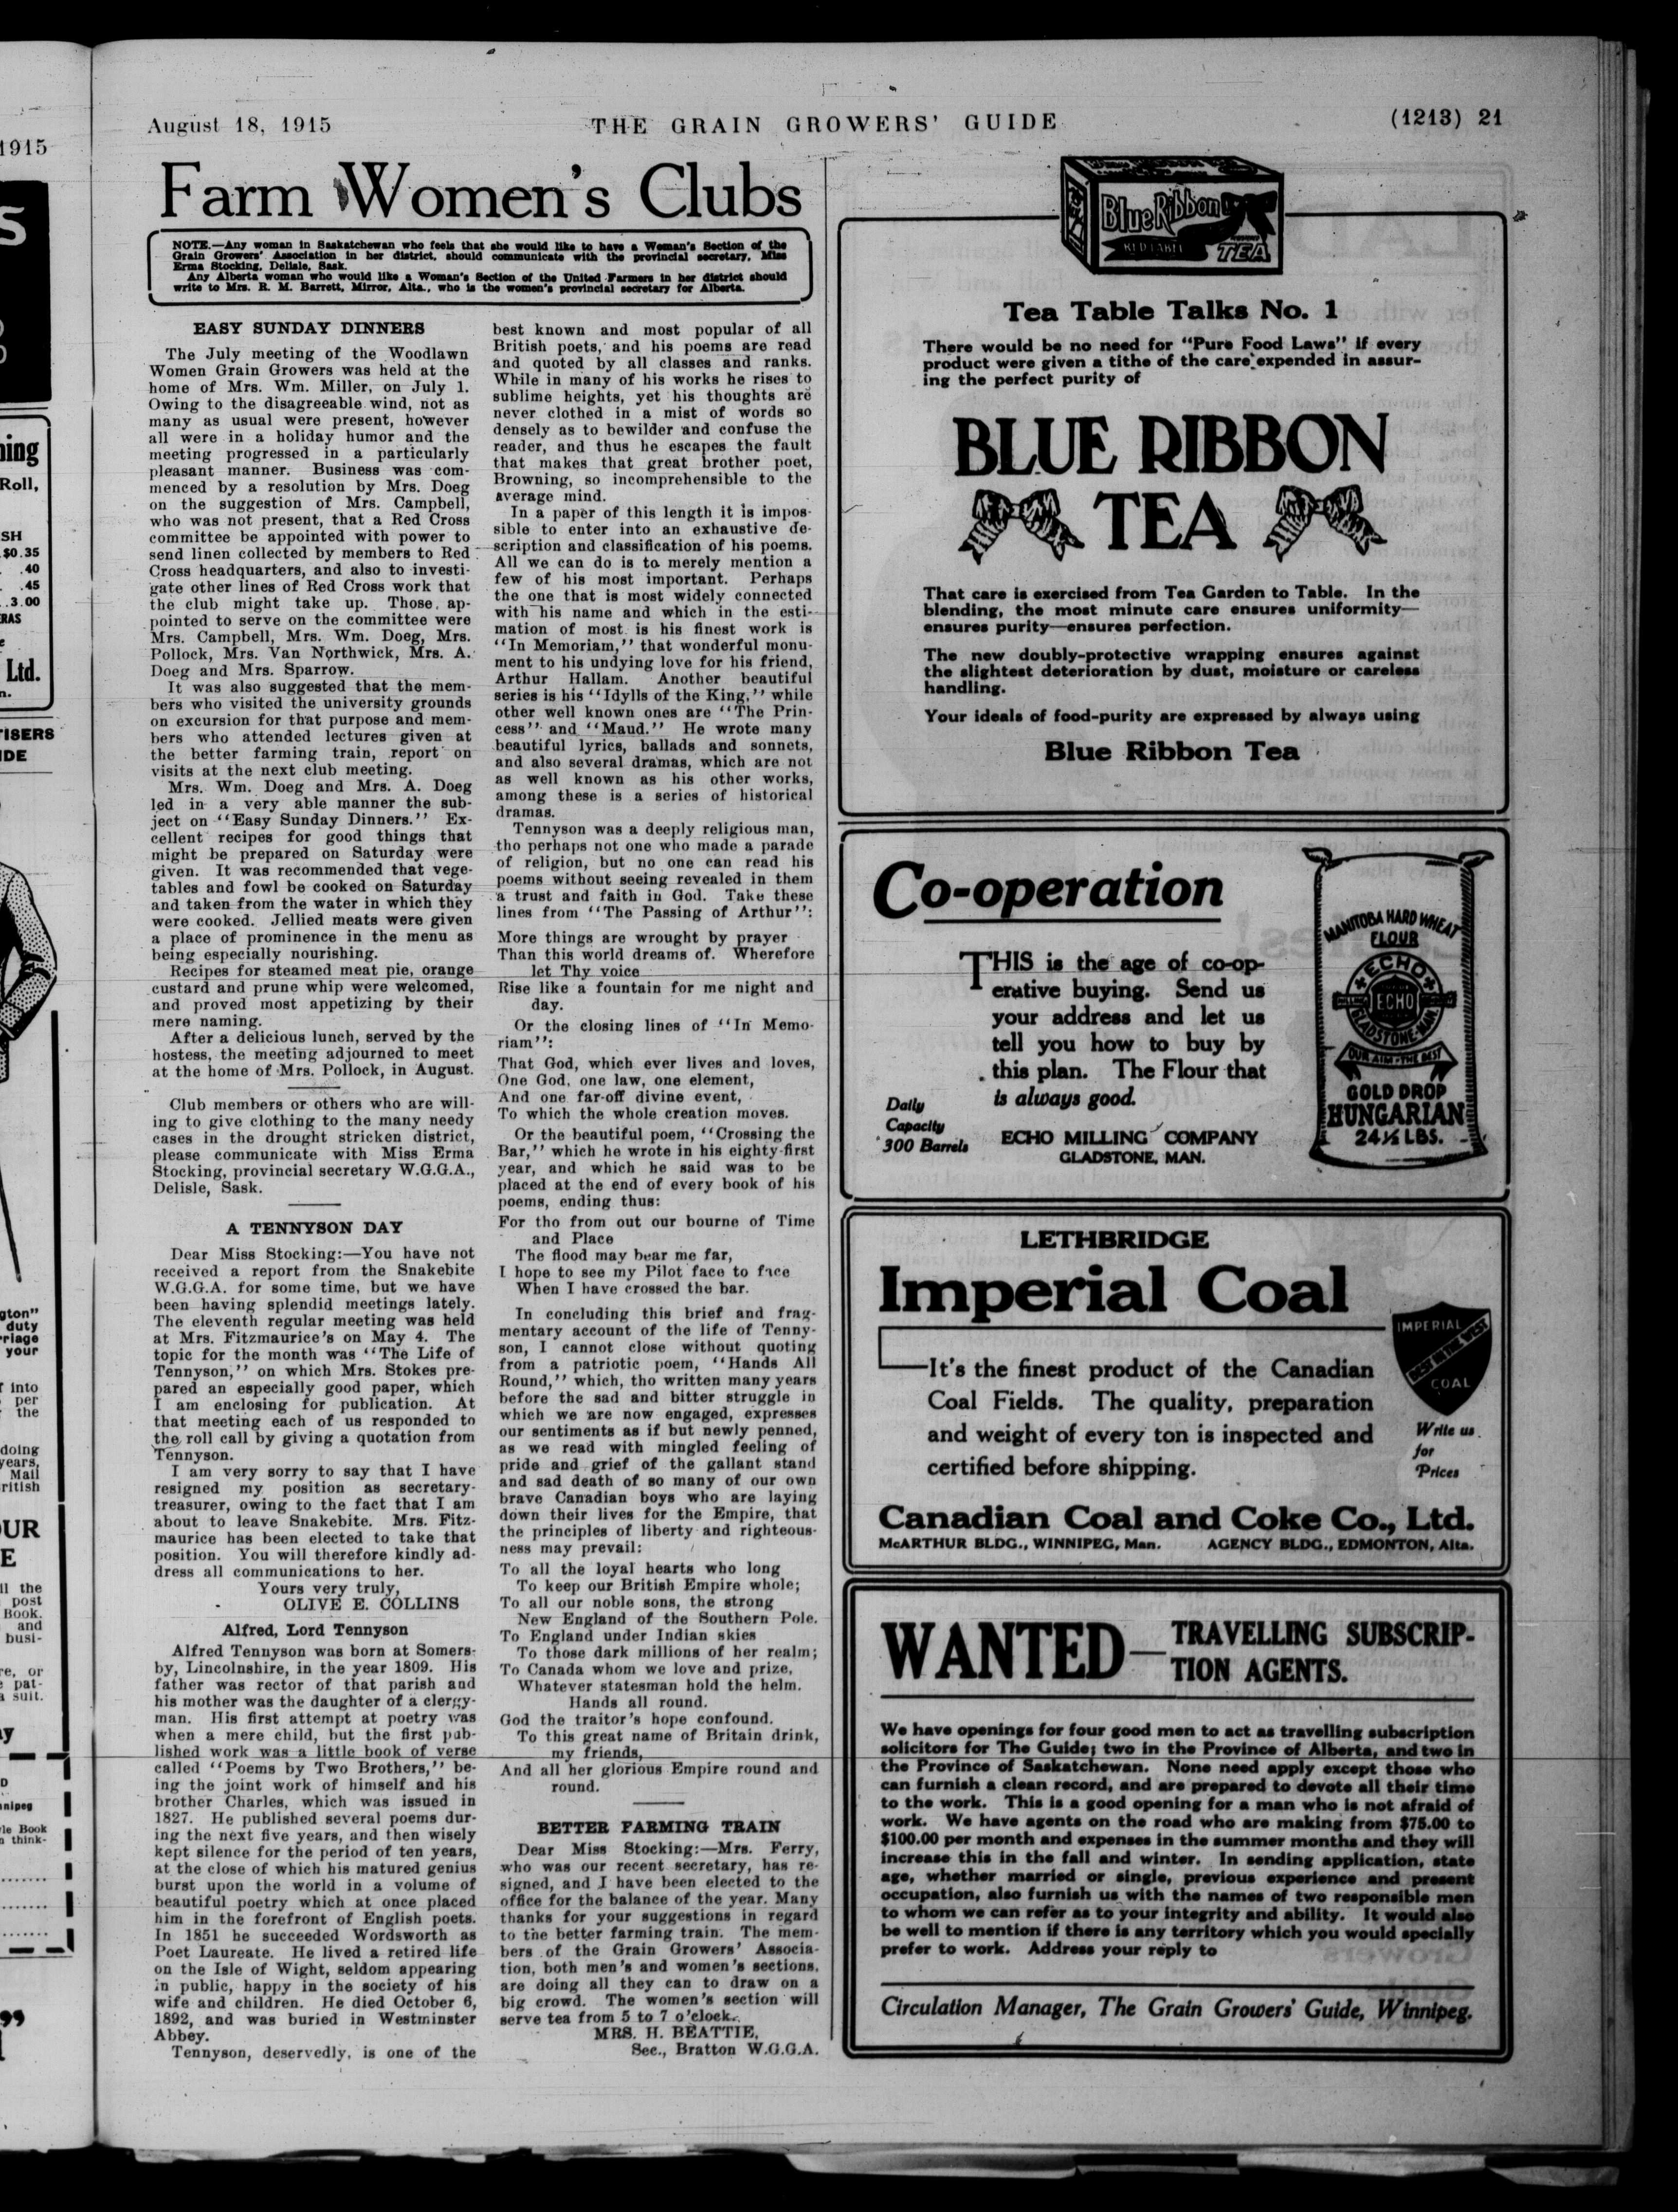 August 18, 1915
THE GRAIN GROWERS' GUIDE
(1213) 21
Farm Women's Clubs
NOTE.—Any woman in Saskatchewan who feels that she would like to have a Woman's Section of the
Grain Growers' Association in her district, should communicate with the provincial secretary, Miss
Erma Stocking, Delisle, Sask.
Any Alberta woman who would like a Woman's Section of the United Farmers in her district should
write to Mrs. R. M. Barrett, Mirror, Alta., who is the women's provincial secretary for Alberta.
EASY SUNDAY DINNERS
The July meeting of the Woodlawn
Women Grain Growers was held at the
home of Mrs. Wm. Miller, on July 1.
Owing to the disagreeable wind, not as
many as usual were present, however
all were in a holiday humor and the
meeting progressed in a particularly
pleasant manner. Business was com-
menced by a resolution by Mrs. Doeg
on the suggestion of Mrs. Campbell,
who was not present, that a Red Cross
committee be appointed with power to
send linen collected by members to Red
Cross headquarters, and also to investi-
gate other lines of Red Cross work that
the club might take up. Those ap-
pointed to serve on the committee were
Mrs. Campbell, Mrs. Wm. Doeg, Mrs.
Pollock, Mrs. Van Northwick, Mrs. A.
Doeg and Mrs. Sparrow.
It was also suggested that the mem-
bers who visited the university grounds
on excursion for that purpose and mem-
bers who attended lectures given at
the better farming train, report on
visits at the next club meeting.
Mrs. Wm. Doeg and Mrs. A. Doeg
led in a very able manner the sub-
ject on "Easy Sunday Dinners." Ex-
cellent recipes for good things that
might be prepared on Saturday were
given. It was recommended that vege-
tables and fowl be cooked on Saturday
and taken from the water in which they
were cooked. Jellied meats were given
a place of prominence in the menu as
being especially nourishing.
Recipes for steamed meat pie, orange
custard and prune whip were welcomed,
and proved most appetizing by their
mere naming.
After a delicious lunch, served by the
hostess, the meeting adjourned to meet
at the home of Mrs. Pollock, in August.
Club members or others who are will-
ing to give clothing to the many needy
cases in the drought stricken district,
please communicate with Miss Erma
Stocking, provincial secretary W.G.G.A.,
Delisle, Sask.
A TENNYSON DAY
Dear Miss Stocking:—You have not
received a report from the Snakebite
W.G.G.A. for some time, but we have
been having splendid meetings lately.
The eleventh regular meeting was held
at Mrs. Fitzmaurice's on May 4. The
topic for the month was "The Life of
Tennyson," on which Mrs. Stokes pre-
pared an especially good paper, which
I am enclosing for publication. At
that meeting each of us responded to
the roll call by giving a quotation from
Tennyson.
I am very sorry to say that I have
resigned my position as secretary-
treasurer, owing to the fact that I am
about to leave Snakebite. Mrs. Fitz-
maurice has been elected to take that
position. You will therefore kindly ad-
dress all communications to her.
Yours very truly,
OLIVE E. COLLINS
Alfred, Lord Tennyson
Alfred Tennyson was born at Somers-
by, Lincolnshire, in the year 1809. His
father was rector of that parish and
his mother was the daughter of a clergy-
man. His first attempt at poetry was
when a mere child, but the first pub-
lished work was a little book of verse
called "Poems by Two Brothers," be-
ing the joint work of himself and his
brother Charles, which was issued in
1827. He published several poems dur-
ing the next five years, and then wisely
kept silence for the period of ten years,
at the close of which his matured genius
burst upon the world in a volume of
beautiful poetry which at once placed
him in the forefront of English poets.
In 1851 he succeeded Wordsworth as
Poet Laureate. He lived a retired life
on the Isle of Wight, seldom appearing
in public, happy in the society of his
wife and children. He died October 6,
1892, and was buried in Westminster
Abbey.
Tennyson, deservedly, is one of the
best known and most popular of all
British poets, and his poems are read
and quoted by all classes and ranks.
While in many of his works he rises to
sublime heights, yet his thoughts are
never clothed in a mist of words so
densely as to bewilder and confuse the
reader, and thus he escapes the fault
that makes that great brother poet,
Browning, so incomprehensible to the
average mind.
In a paper of this length it is impos-
sible to enter into an exhaustive de-
scription and classification of his poems.
All we can do is to merely mention a
few of his most important. Perhaps
the one that is most widely connected
with his name and which in the esti-
mation of most is his finest work is
"In Memoriam," that wonderful monu-
ment to his undying love for his friend,
Arthur Hallam. Another beautiful
series is his "Idylls of the King," while
other well known ones are "The Prin-
cess" and "Maud." He wrote many
beautiful lyrics, ballads and sonnets,
and also several dramas, which are not
as well known as his other works,
among these is a series of historical
dramas.
Tennyson was a deeply religious man,
tho perhaps not one who made a parade
of religion, but no one can read his
poems without seeing revealed in them
a trust and faith in God. Take these
lines from "The Passing of Arthur":
More things are wrought by prayer
Than this world dreams of. Wherefore
let Thy voice
Rise like a fountain for me night and
day.
Or the closing lines of "In Memo-
riam":
That God, which ever lives and loves,
One God, one law, one element,
And one far-off divine event,
To which the whole creation moves.
Or the beautiful poem, "Crossing the
Bar," which he wrote in his eighty-first
year, and which he said was to be
placed at the end of every book of his
poems, ending thus:
For tho from out our bourne of Time
and Place
The flood may bear me far,
I hope to see my Pilot face to face
When I have crossed the bar.
In concluding this brief and frag-
mentary account of the life of Tenny-
son, I cannot close without quoting
from a patriotic poem, "Hands All
Round," which, tho written many years
before the sad and bitter struggle in
which we are now engaged, expresses
our sentiments as if but newly penned,
as we read with mingled feeling of
pride and grief of the gallant stand
and sad death of so many of our own
brave Canadian boys who are laying
down their lives for the Empire, that
the principles of liberty and righteous-
ness may prevail:
To all the loyal hearts who long
To keep our British Empire whole;
To all our noble sons, the strong
New England of the Southern Pole.
To England under Indian skies
To those dark millions of her realm;
To Canada whom we love and prize,
Whatever statesman hold the helm.
Hands all round.
God the traitor's hope confound.
To this great name of Britain drink,
my friends,
And all her glorious Empire round and
round.
BETTER FARMING TRAIN
Dear Miss Stocking:—Mrs. Ferry,
who was our recent secretary, has re-
signed, and I have been elected to the
office for the balance of the year. Many
thanks for your suggestions in regard
to the better farming train. The mem-
bers of the Grain Growers' Associa-
tion, both men's and women's sections,
are doing all they can to draw on a
big crowd. The women's section will
serve tea from 5 to 7 o'clock.
MRS. H. BEATTIE,
Sec., Bratton W.G.G.A.
Blue Ribbon
RED LABEL
TEA
Tea Table Talks No. 1
There would be no need for "Pure Food Laws" if every
product were given a tithe of the care expended in assur-
ing the perfect purity of
BLUE RIBBON
TEA
That care is exercised from Tea Garden to Table. In the
blending, the most minute care ensures uniformity—
ensures purity—ensures perfection.
The new doubly-protective wrapping ensures against
the slightest deterioration by dust, moisture or careless
handling.
Your ideals of food-purity are expressed by always using
Blue Ribbon Tea
Co-operation
THIS is the age of co-op-
erative buying. Send us
your address and let us
tell you how to buy by
this plan. The Flour that
is always good.
Daily
Capacity
300 Barrels
ECHO MILLING COMPANY
GLADSTONE, MAN.
MANITOBA HARD WHEAT
FLOUR
ECHO
ECHO
GLADSTONE, MAN.
OUR AIM-THE BEST
GOLD DROP
HUNGARIAN
24½ LBS.
LETHBRIDGE
Imperial Coal
IMPERIAL
BEST IN THE WEST
COAL
It's the finest product of the Canadian
Coal Fields. The quality, preparation
and weight of every ton is inspected and
certified before shipping.
Write us
for
Prices
Canadian Coal and Coke Co., Ltd.
McARTHUR BLDG., WINNIPEG, Man. AGENCY BLDG., EDMONTON, Alta.
WANTED—TRAVELLING SUBSCRIP-
TION AGENTS.
We have openings for four good men to act as travelling subscription
solicitors for The Guide; two in the Province of Alberta, and two in
the Province of Saskatchewan. None need apply except those who
can furnish a clean record, and are prepared to devote all their time
to the work. This is a good opening for a man who is not afraid of
work. We have agents on the road who are making from $75.00 to
$100.00 per month and expenses in the summer months and they will
increase this in the fall and winter. In sending application, state
age, whether married or single, previous experience and present
occupation, also furnish us with the names of two responsible men
to whom we can refer as to your integrity and ability. It would also
be well to mention if there is any territory which you would specially
prefer to work. Address your reply to
Circulation Manager, The Grain Growers' Guide, Winnipeg.